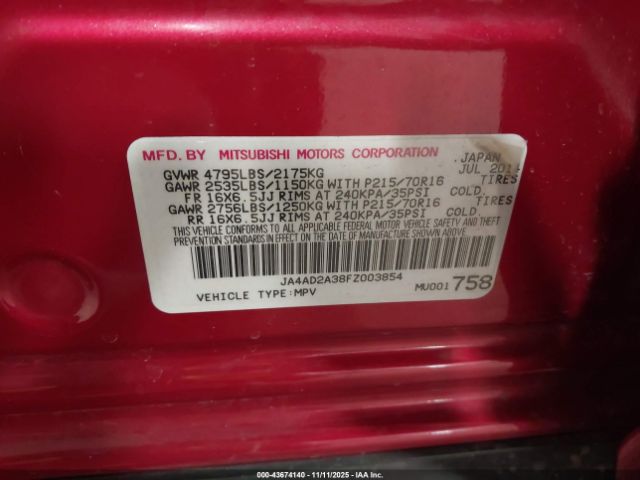 MFD. BY MITSUBISHI MOTORS CORPORATION JAPAN
GVWR 4795LBS/2175KG JUL 201
GAWR 2535LBS/1150KG WITH P215/70R16 TIRES
FR 16X6.5JJ RIMS AT 240KPA/35PSI COLD.
GAWR 2756LBS/1250KG WITH P215/70R16 TIRES
RR 16X6.5JJ RIMS AT 240KPA/35PSI COLD
THIS VEHICLE CONFORMS TO ALL APPLICABLE FEDERAL MOTOR VEHICLE SAFETY AND
THEFT PREVENTION STANDARDS IN EFFECT ON THE DATE OF MANUFACTURE SHOWN ABOVE.
JA4AD2A38FZ003854
VEHICLE TYPE:MPV MU001 758
000-43674140 - 11/11/2025 - IAAI.COM